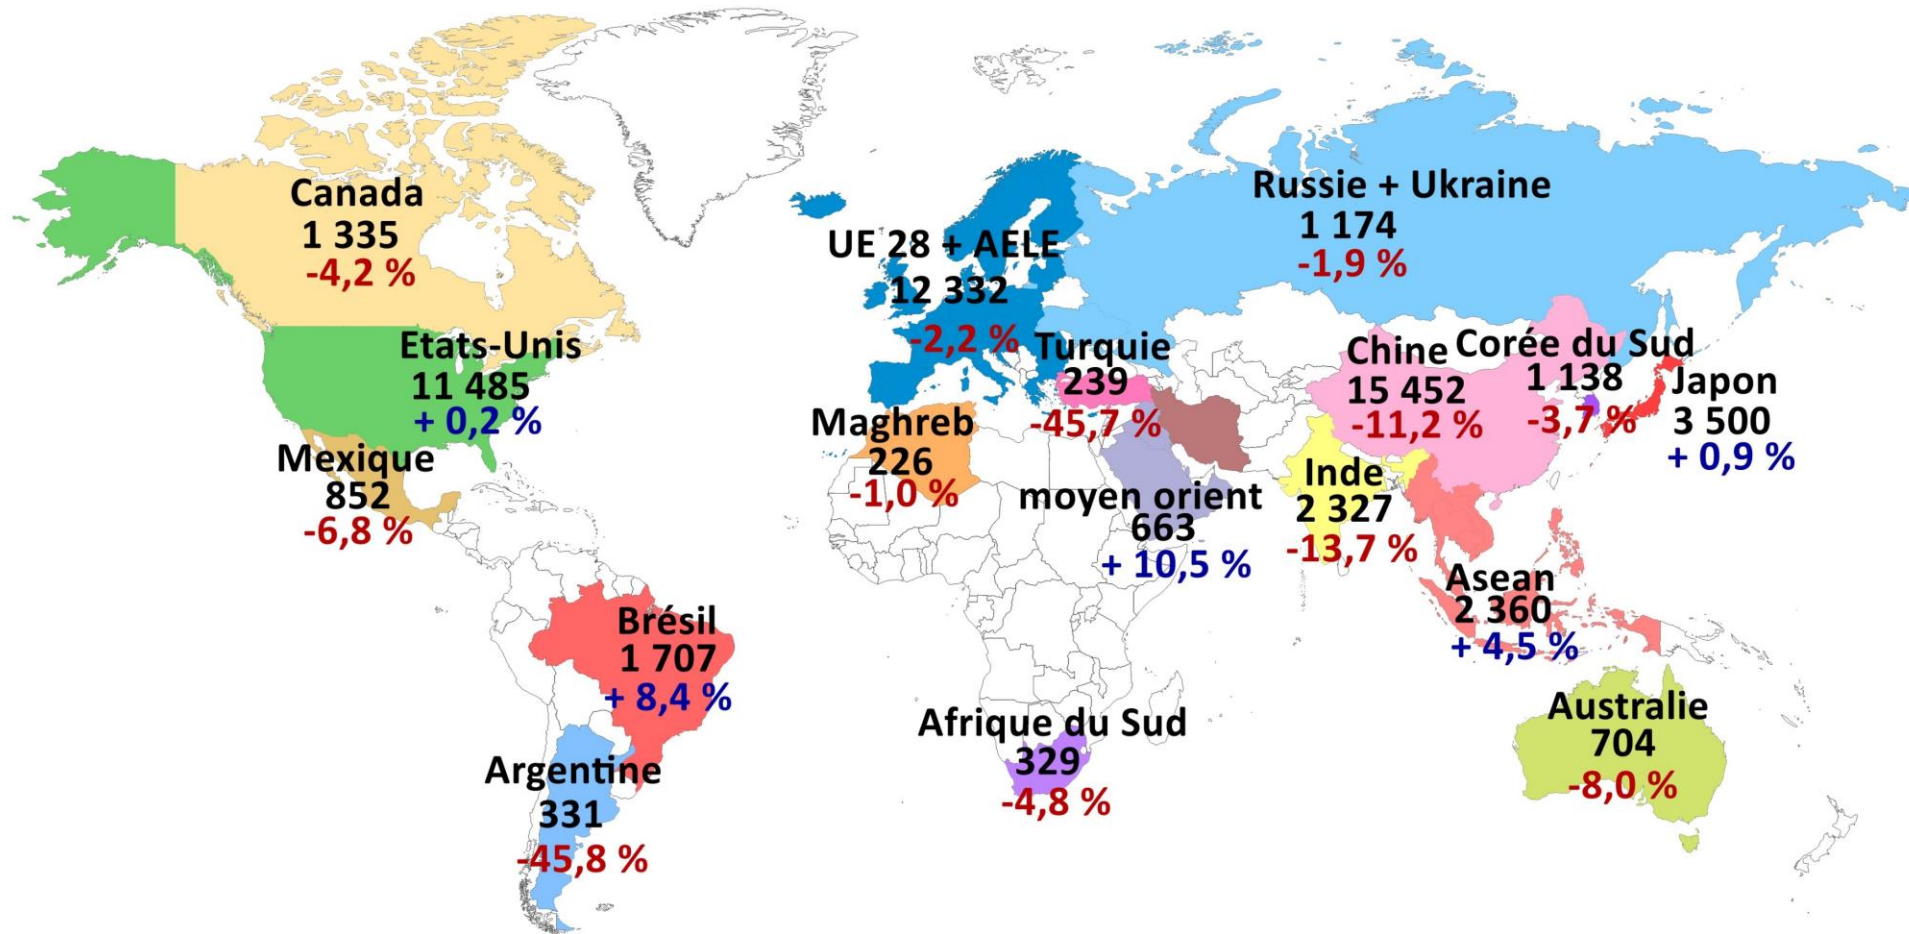 Canada
1 335
-4,2 %
Etats-Unis
11 485
+ 0,2 %
Mexique
852
-6,8 %
Brésil
1 707
+ 8,4 %
Argentine
331
-45,8 %
UE 28 + AELE
12 332
-2,2 %
Russie + Ukraine
1 174
-1,9 %
Turquie
239
-45,7 %
Maghreb
226
-1,0 %
moyen orient
663
+ 10,5 %
Afrique du Sud
329
-4,8 %
Chine
15 452
-11,2 %
Corée du Sud
1 138
-3,7 %
Japon
3 500
+ 0,9 %
Inde
2 327
-13,7 %
Asean
2 360
+ 4,5 %
Australie
704
-8,0 %